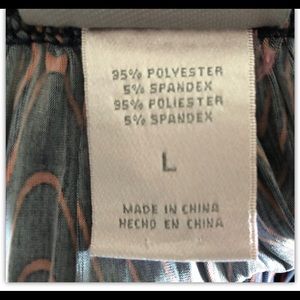 95% POLYESTER
5% SPANDEX
95% POLIESTER
5% SPANDEX
L
MADE IN CHINA
HECHO EN CHINA